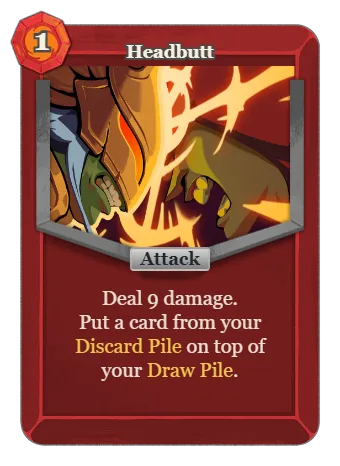 1
Headbutt
Attack
Deal 9 damage.
Put a card from your
Discard Pile on top of
your Draw Pile.